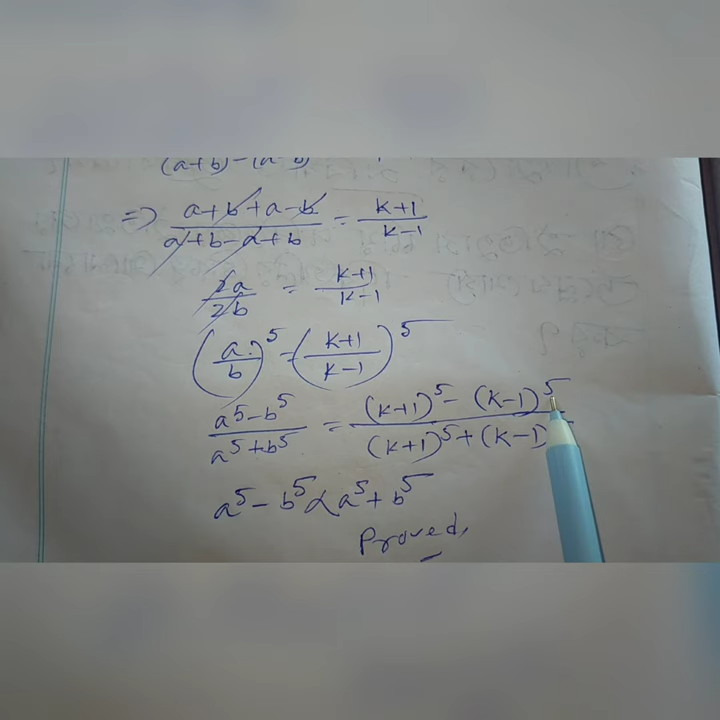 (a+b)-(a-b)
=> a+b+a-b / a+b-a+b = k+1 / k-1
2a / 2b = k+1 / k-1
(a / b)^5 = (k+1 / k-1)^5
a^5-b^5 / a^5+b^5 = (k+1)^5-(k-1)^5 / (k+1)^5+(k-1)
a^5-b^5 ∝ a^5+b^5
Proved,